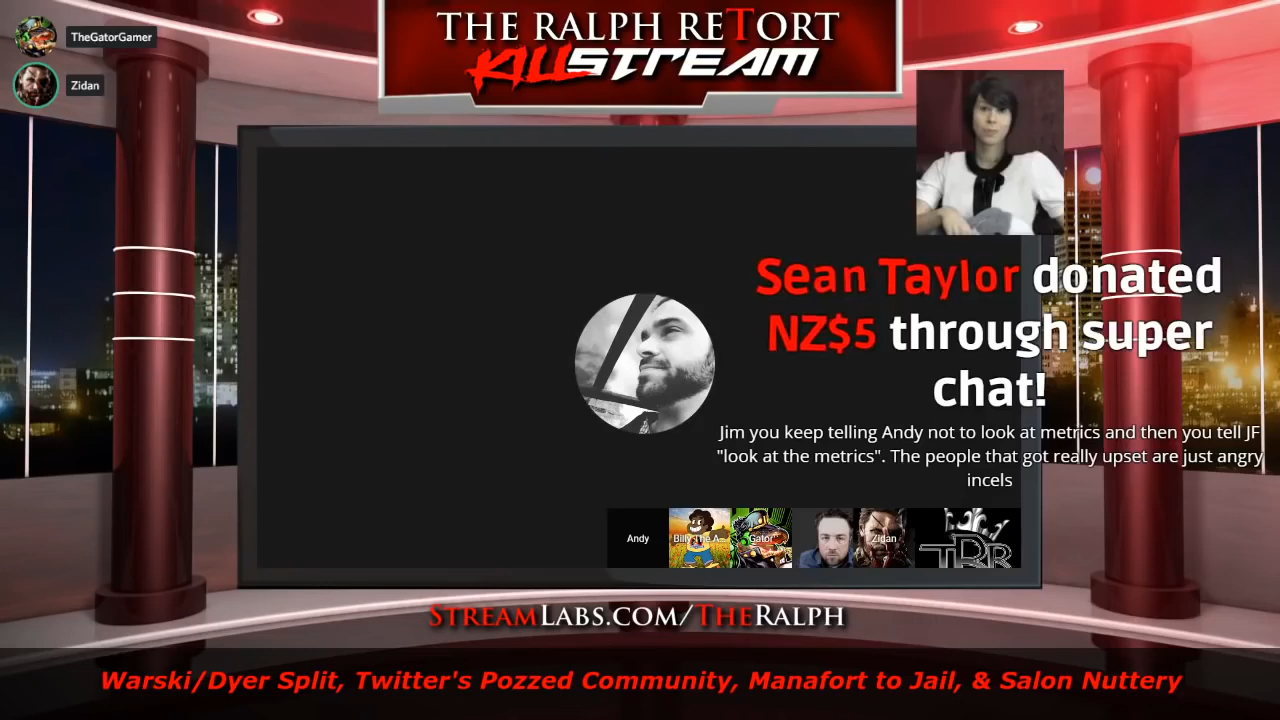 THE RALPH RETORT
KILLSTREAM
TheGatorGamer
Zidan
Sean Taylor donated
NZ$5 through super
chat!
Jim you keep telling Andy not to look at metrics and then you tell JF
"look at the metrics". The people that got really upset are just angry
incels
Andy
Billy The A...
Gator
Zidan
TRR
STREAMLABS.COM/THERALPH
Warski/Dyer Split, Twitter's Pozzed Community, Manafort to Jail, & Salon Nuttery